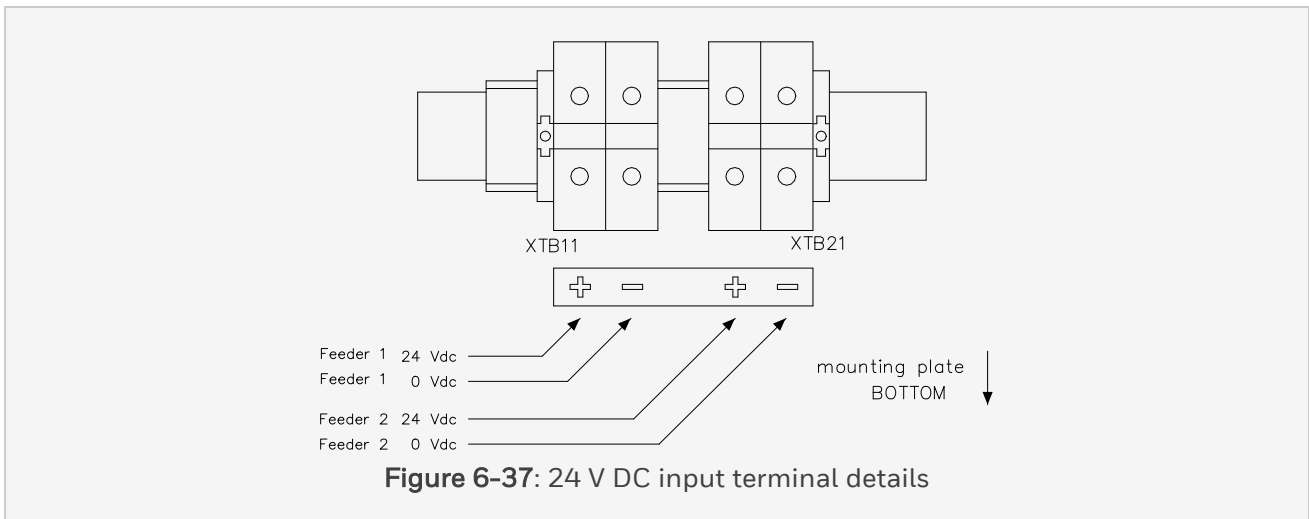 XTB11 XTB21
+ − + −
Feeder 1 24 Vdc
Feeder 1 0 Vdc
Feeder 2 24 Vdc
Feeder 2 0 Vdc
mounting plate
BOTTOM
Figure 6-37: 24 V DC input terminal details